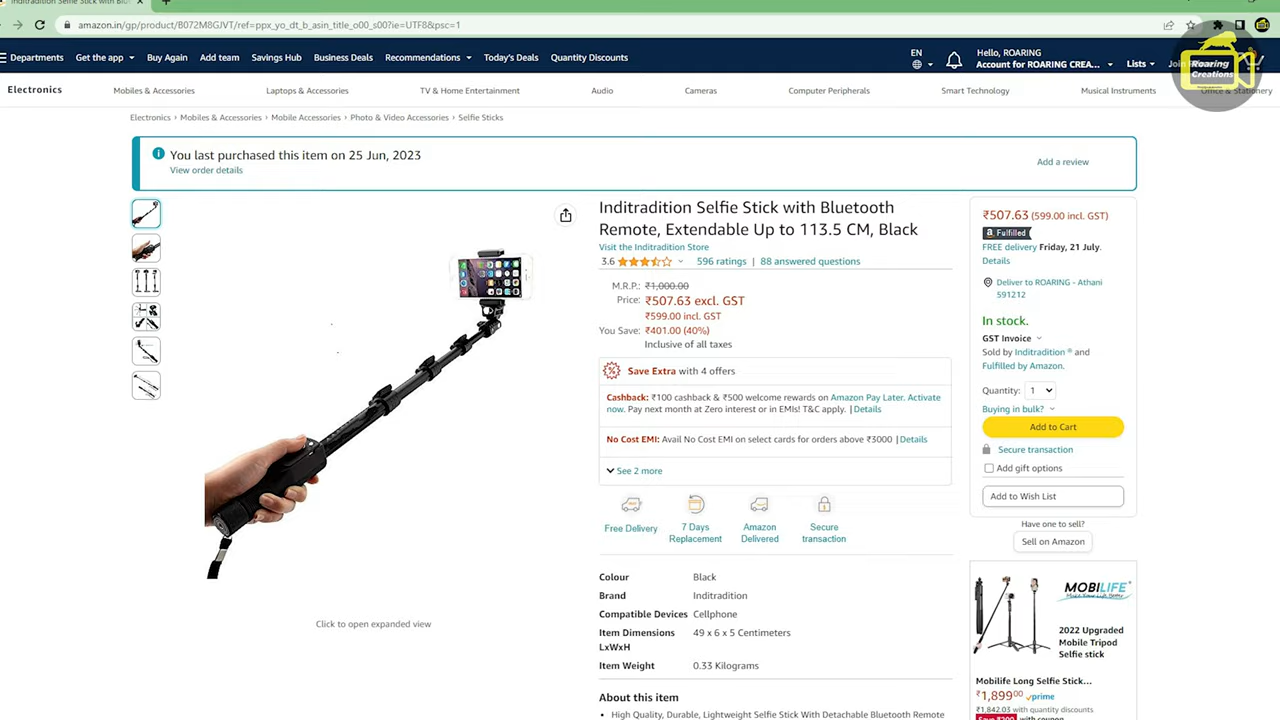 Inditradition Selfie Stick with Blu
amazon.in/gp/product/B072M8GJVT/ref=ppx_yo_dt_b_asin_title_o00_s00?ie=UTF8&psc=1
Departments Get the app Buy Again Add team Savings Hub Business Deals Recommendations Today's Deals Quantity Discounts
EN
Hello, ROARING
Account for ROARING CREA... Lists Join
Roaring
Creations
Electronics Mobiles & Accessories Laptops & Accessories TV & Home Entertainment Audio Cameras Computer Peripherals Smart Technology Musical Instruments Office & Stationery
Electronics › Mobiles & Accessories › Mobile Accessories › Photo & Video Accessories › Selfie Sticks
You last purchased this item on 25 Jun, 2023
View order details
Add a review
Inditradition Selfie Stick with Bluetooth
Remote, Extendable Up to 113.5 CM, Black
Visit the Inditradition Store
3.6 596 ratings | 88 answered questions
M.R.P.: ₹1,000.00
Price: ₹507.63 excl. GST
₹599.00 incl. GST
You Save: ₹401.00 (40%)
Inclusive of all taxes
Save Extra with 4 offers
Cashback: ₹100 cashback & ₹500 welcome rewards on Amazon Pay Later. Activate
now. Pay next month at Zero interest or in EMIs! T&C apply. | Details
No Cost EMI: Avail No Cost EMI on select cards for orders above ₹3000 | Details
See 2 more
Free Delivery
7 Days
Replacement
Amazon
Delivered
Secure
transaction
Colour Black
Brand Inditradition
Compatible Devices Cellphone
Item Dimensions 49 x 6 x 5 Centimeters
LxWxH
Item Weight 0.33 Kilograms
About this item
• High Quality, Durable, Lightweight Selfie Stick With Detachable Bluetooth Remote
Click to open expanded view
₹507.63 (599.00 incl. GST)
a Fulfilled
FREE delivery Friday, 21 July.
Details
Deliver to ROARING - Athani
591212
In stock.
GST Invoice
Sold by Inditradition ® and
Fulfilled by Amazon.
Quantity: 1
Buying in bulk?
Add to Cart
Secure transaction
Add gift options
Add to Wish List
Have one to sell?
Sell on Amazon
MOBILIFE
2022 Upgraded
Mobile Tripod
Selfie stick
Mobilife Long Selfie Stick...
₹1,899.00 prime
₹1,842.03 with quantity discounts
Save ₹200 with coupon